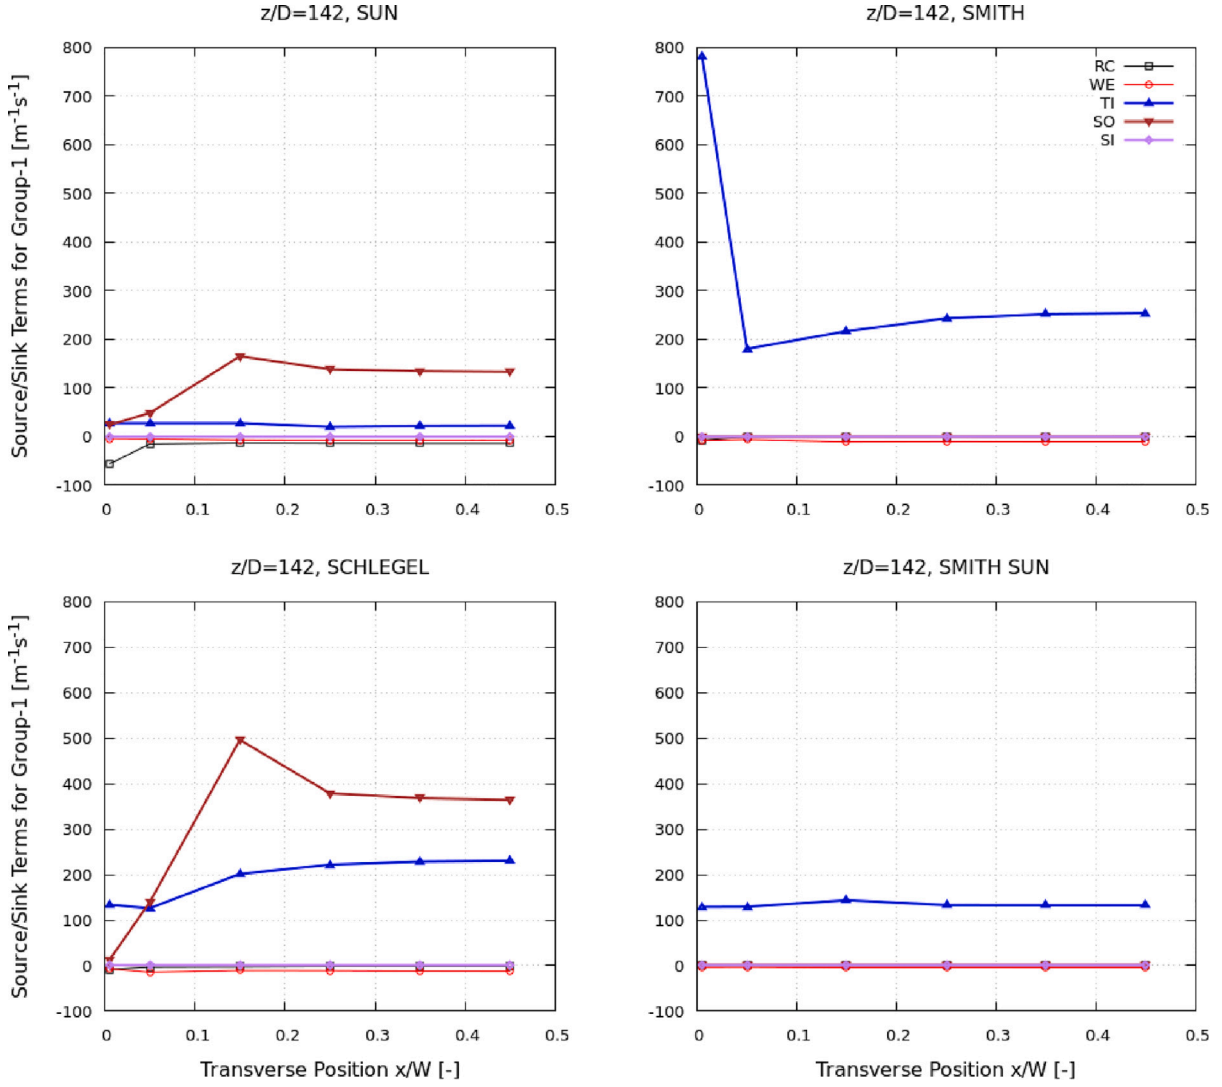 z/D=142, SUN
Source/Sink Terms for Group-1 [m⁻¹s⁻¹]
800
700
600
500
400
300
200
100
0
-100
0 0.1 0.2 0.3 0.4 0.5
z/D=142, SMITH
800
700
600
500
400
300
200
100
0
-100
0 0.1 0.2 0.3 0.4 0.5
RC
WE
TI
SO
SI
z/D=142, SCHLEGEL
Source/Sink Terms for Group-1 [m⁻¹s⁻¹]
800
700
600
500
400
300
200
100
0
-100
0 0.1 0.2 0.3 0.4 0.5
Transverse Position x/W [-]
z/D=142, SMITH SUN
800
700
600
500
400
300
200
100
0
-100
0 0.1 0.2 0.3 0.4 0.5
Transverse Position x/W [-]